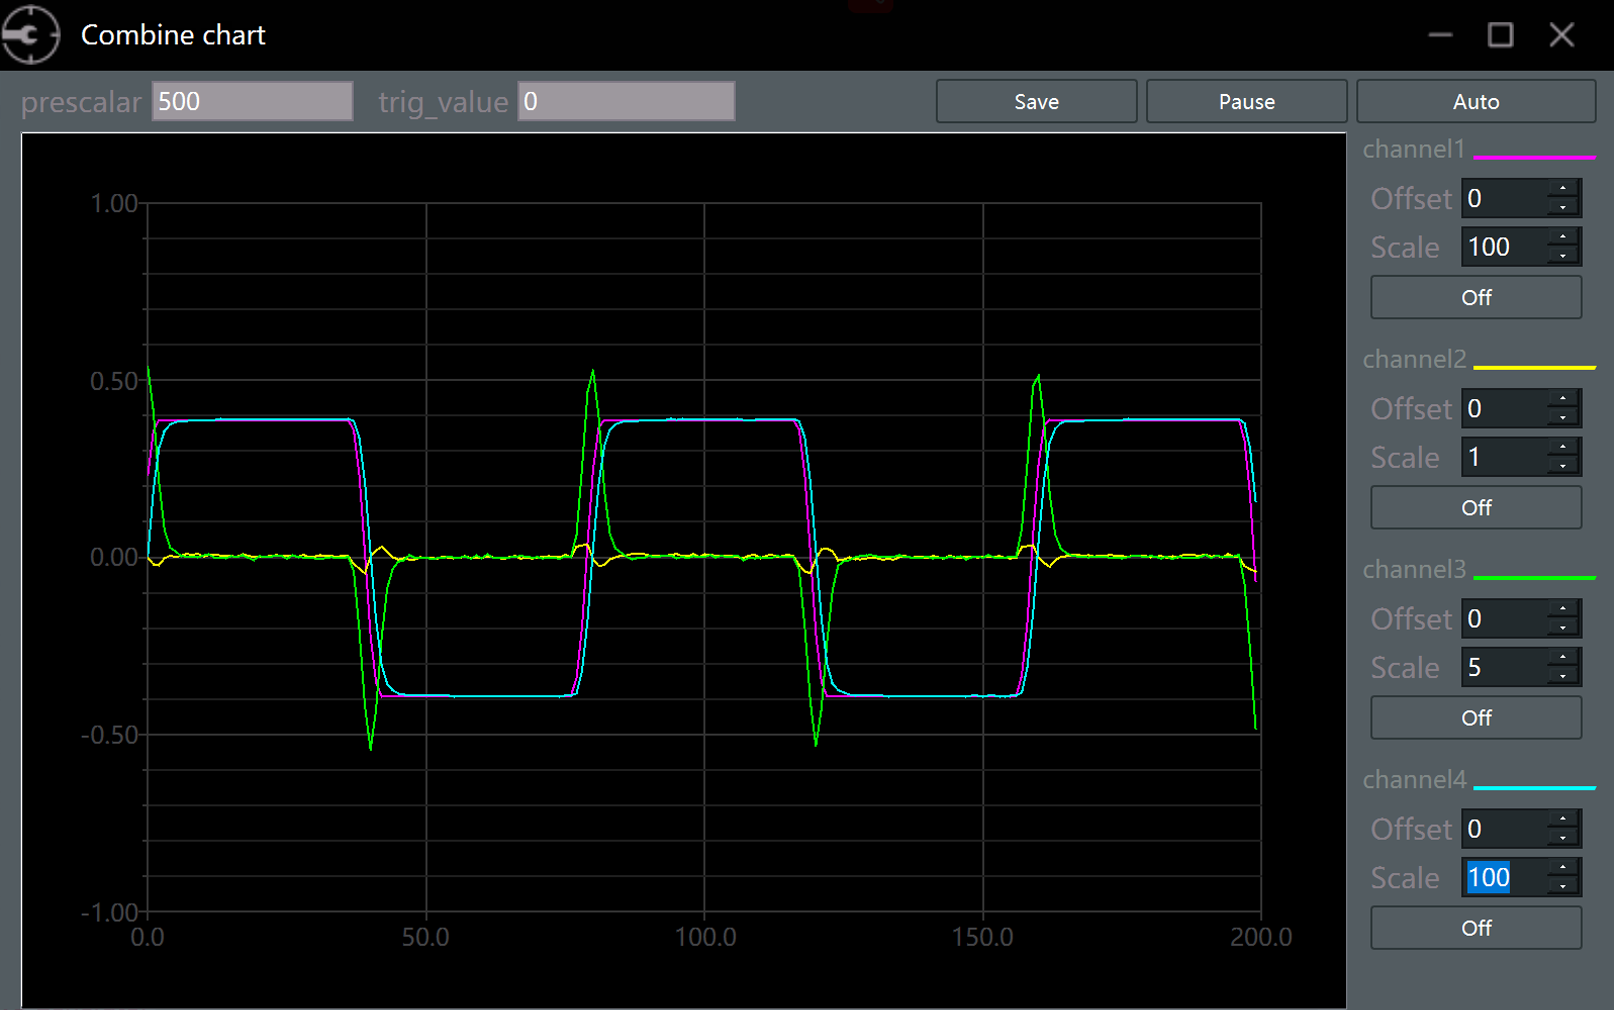 Combine chart
prescalar 500 trig_value 0 Save Pause Auto
channel1
Offset 0
Scale 100
Off
channel2
Offset 0
Scale 1
Off
channel3
Offset 0
Scale 5
Off
channel4
Offset 0
Scale 100
Off
1.00
0.50
0.00
-0.50
-1.00
0.0 50.0 100.0 150.0 200.0